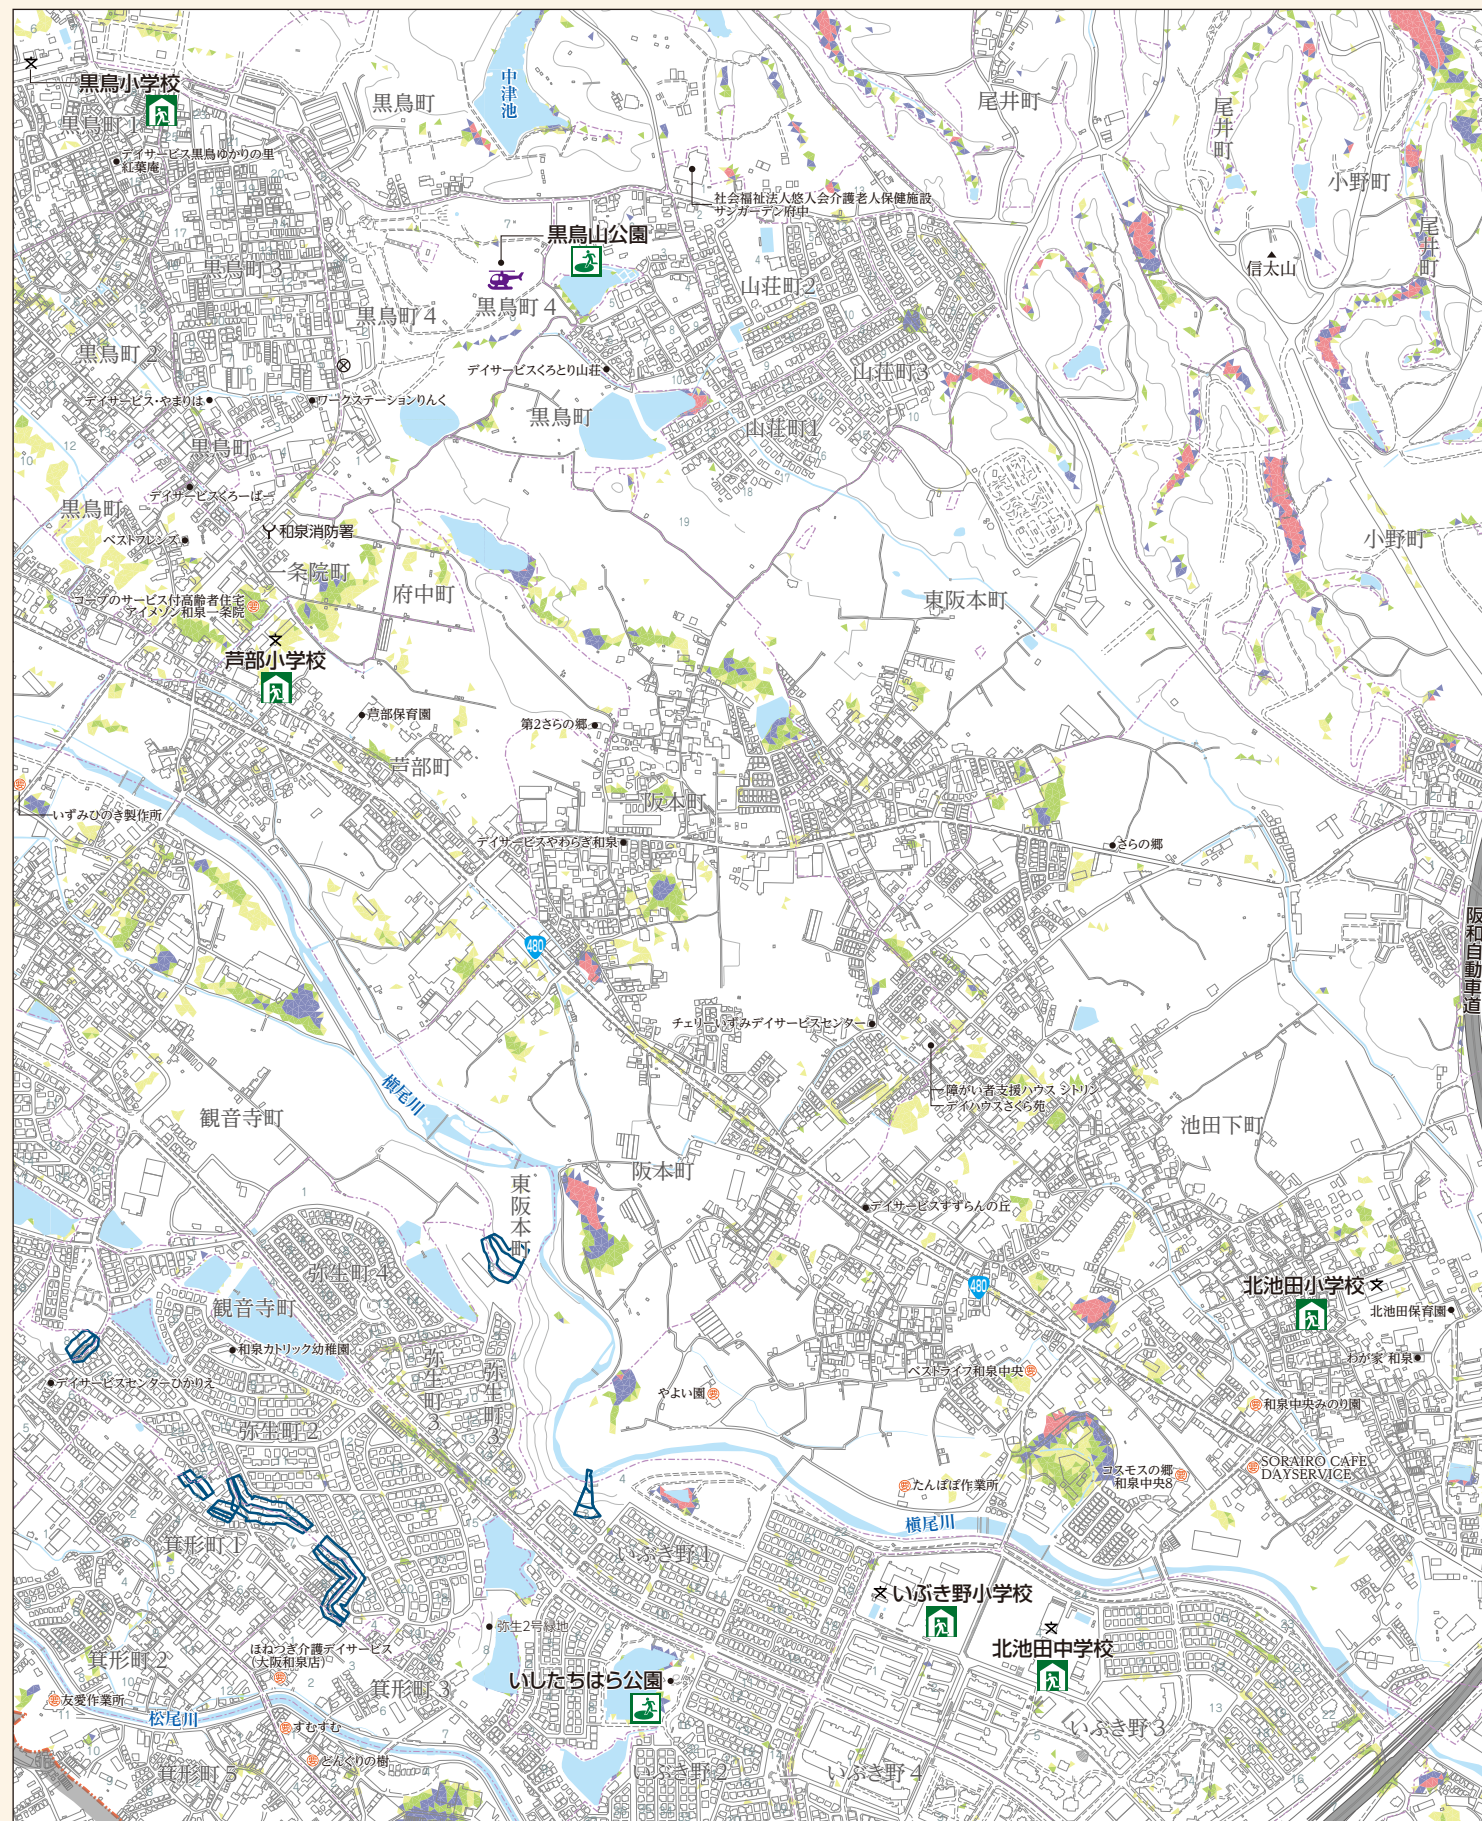 黒鳥小学校
黒鳥町1
デイサービス黒鳥ゆかりの里
紅葉庵
黒鳥町
中津池
尾井町
尾井町
小野町
尾井町
信太山
社会福祉法人悠人会介護老人保健施設
サンガーデン府中
黒鳥山公園
黒鳥町3
黒鳥町4
黒鳥町4
山荘町2
黒鳥町2
デイサービスくろとり山荘
山荘町3
デイサービス・やまりは
ワークステーションりんく
黒鳥町
山荘町1
黒鳥町
デイサービスくろーばー
黒鳥町
ベストフレンズ
和泉消防署
小野町
一条院町
府中町
コープのサービス付高齢者住宅
アイメゾン和泉一条院
東阪本町
芦部小学校
芦部保育園
第2さらの郷
芦部町
阪本町
いずみひのき製作所
デイサービスやわらぎ和泉
さらの郷
阪和自動車道
480
チェリーいずみデイサービスセンター
障がい者支援ハウス シトリン
デイハウスさくら苑
槇尾川
観音寺町
池田下町
阪本町
東阪本町
デイサービスすずらんの丘
弥生町4
480
北池田小学校
北池田保育園
観音寺町
和泉カトリック幼稚園
わが家 和泉
弥生町3
弥生町3
ベストライフ和泉中央
デイサービスセンターひかりえ
やよい園
和泉中央みのり園
弥生町2
SORAIRO CAFE
DAYSERVICE
コスモスの郷
和泉中央8
たんぽぽ作業所
槇尾川
箕形町1
いぶき野1
いぶき野小学校
弥生2号緑地
北池田中学校
ほねつぎ介護デイサービス
(大阪和泉店)
箕形町2
いしたちはら公園
箕形町3
友愛作業所
松尾川
すむすむ
いぶき野3
どんぐりの樹
箕形町5
いぶき野2
いぶき野4